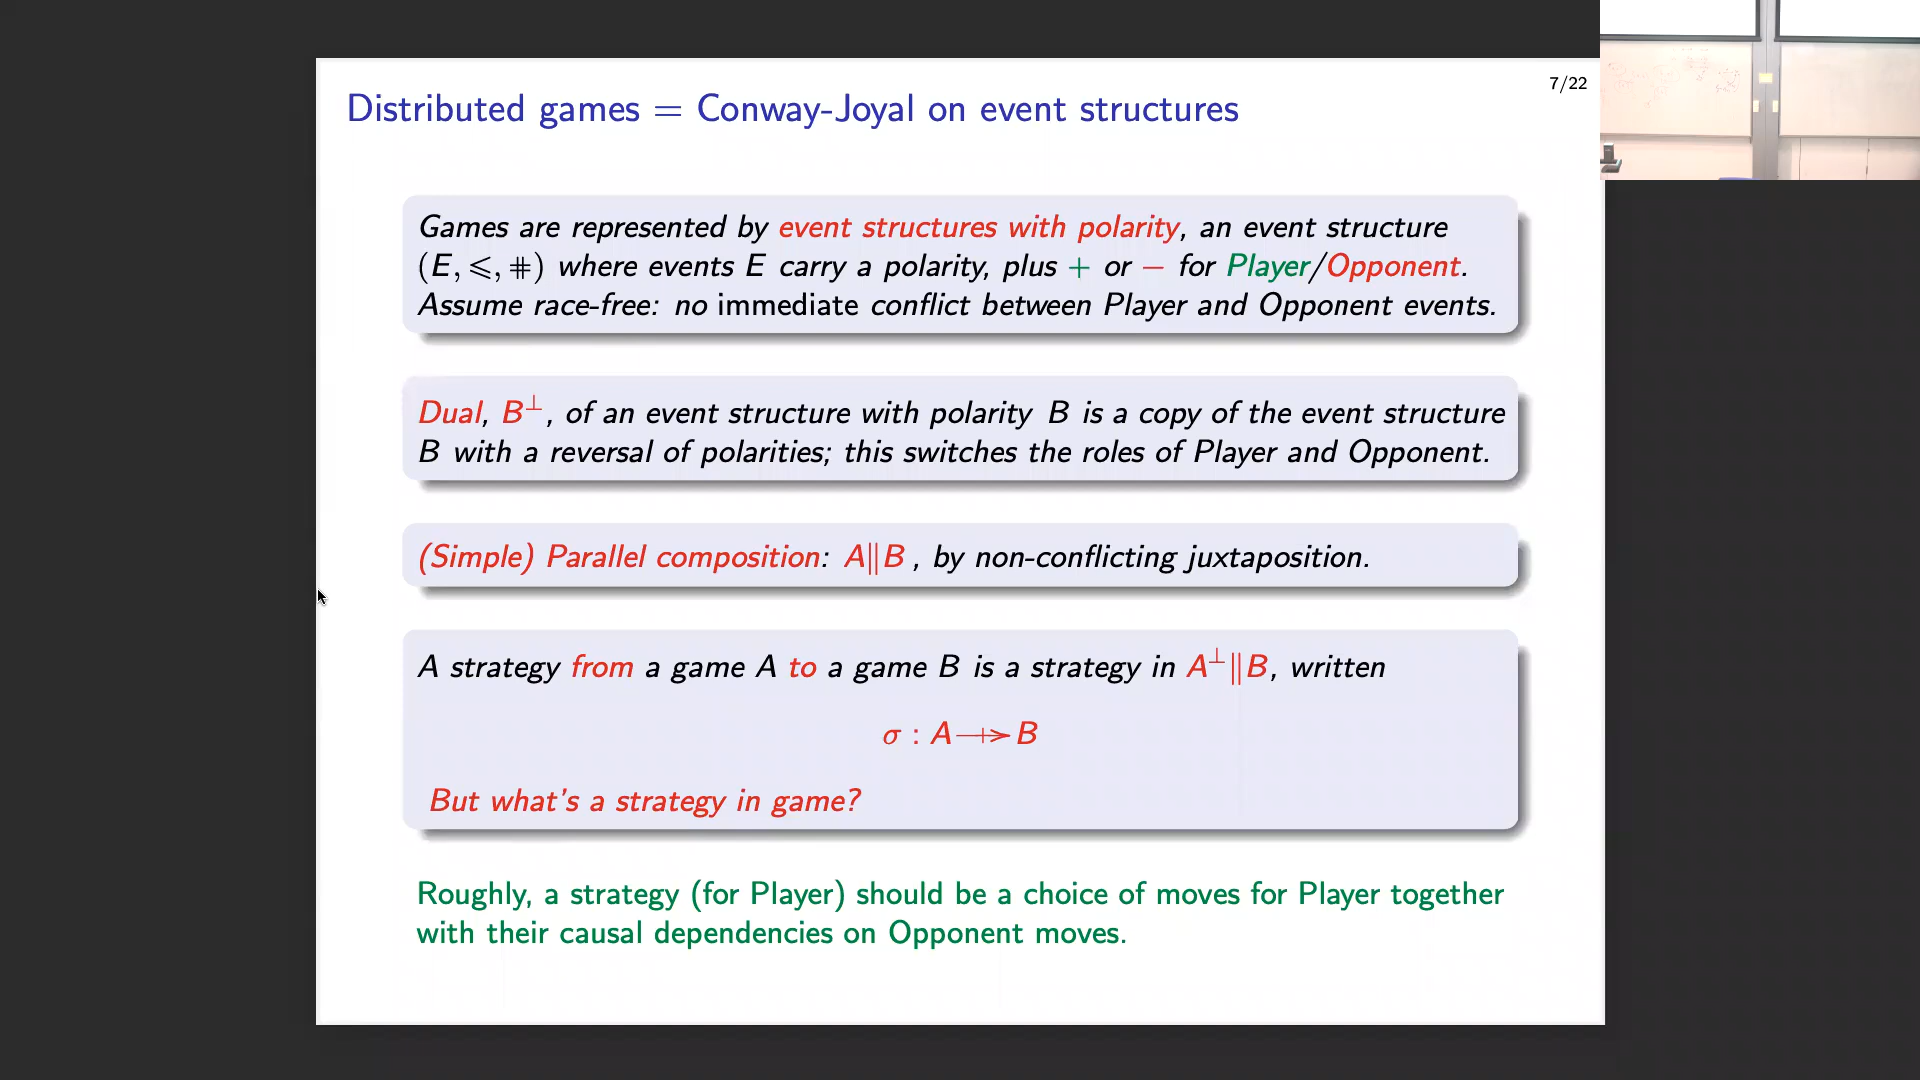 7/22
Distributed games = Conway-Joyal on event structures
Games are represented by event structures with polarity, an event structure
(E, ⩽, #) where events E carry a polarity, plus + or − for Player/Opponent.
Assume race-free: no immediate conflict between Player and Opponent events.
Dual, B⊥, of an event structure with polarity B is a copy of the event structure
B with a reversal of polarities; this switches the roles of Player and Opponent.
(Simple) Parallel composition: A∥B , by non-conflicting juxtaposition.
A strategy from a game A to a game B is a strategy in A⊥∥B, written
σ : A ⇸ B
But what's a strategy in game?
Roughly, a strategy (for Player) should be a choice of moves for Player together
with their causal dependencies on Opponent moves.